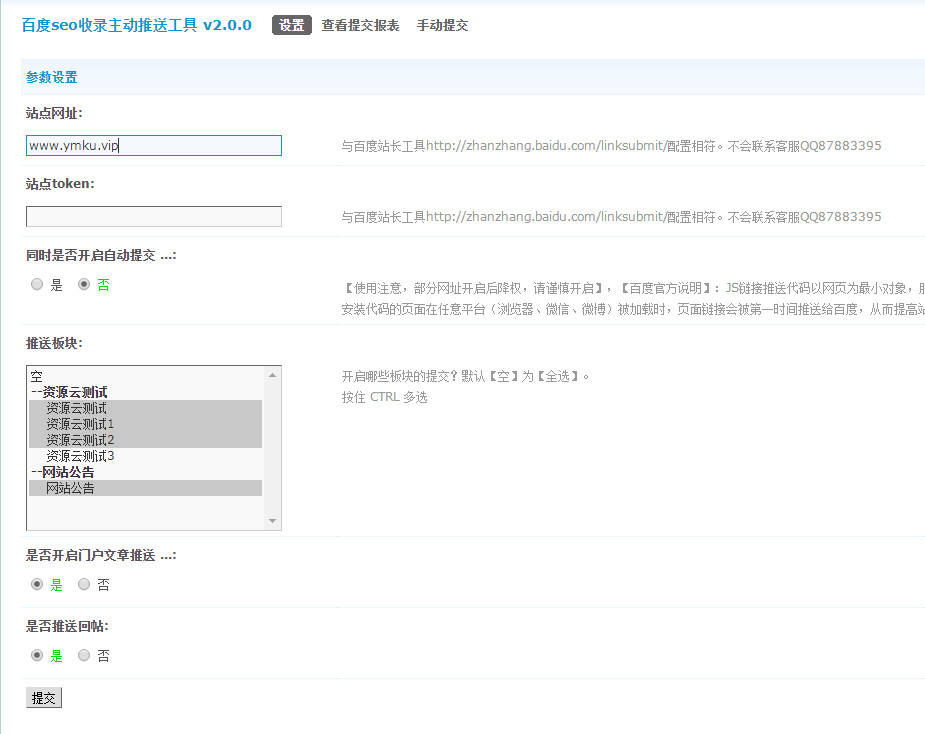 百度seo收录主动推送工具 v2.0.0 设置 查看提交报表 手动提交
参数设置
站点网址:
www.ymku.vip 与百度站长工具http://zhanzhang.baidu.com/linksubmit/配置相符。不会联系客服QQ87883395
站点token:
与百度站长工具http://zhanzhang.baidu.com/linksubmit/配置相符。不会联系客服QQ87883395
同时是否开启自动提交 ...:
是 否 【使用注意，部分网址开启后降权，请谨慎开启】，【百度官方说明】：JS链接推送代码以网页为最小对象，服
安装代码的页面在任意平台（浏览器、微信、微博）被加载时，页面链接会被第一时间推送给百度，从而提高站
推送板块:
空 开启哪些板块的提交？默认【空】为【全选】。
--资源云测试 按住 CTRL 多选
资源云测试
资源云测试1
资源云测试2
资源云测试3
--网站公告
网站公告
是否开启门户文章推送 ...:
是 否
是否推送回帖:
是 否
提交